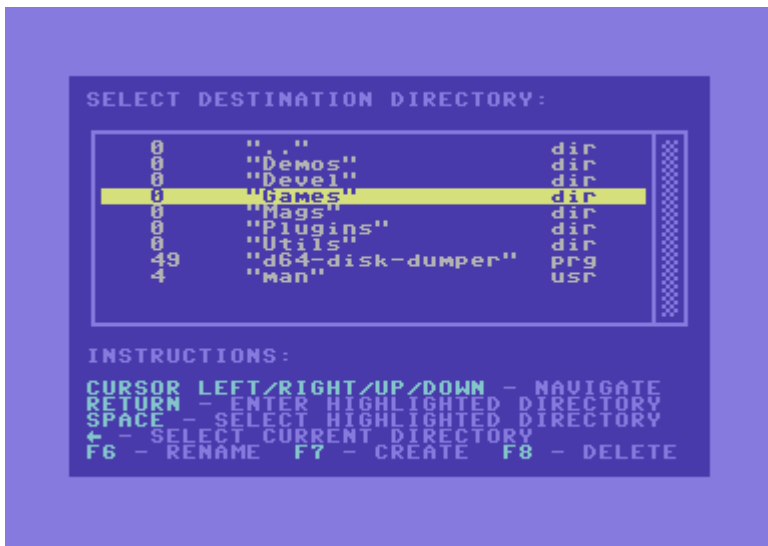 SELECT DESTINATION DIRECTORY:
0 ".." dir
0 "Demos" dir
0 "Devel" dir
0 "Games" dir
0 "Mags" dir
0 "Plugins" dir
0 "Utils" dir
49 "d64-disk-dumper" prg
4 "man" usr
INSTRUCTIONS:
CURSOR LEFT/RIGHT/UP/DOWN - NAVIGATE
RETURN - ENTER HIGHLIGHTED DIRECTORY
SPACE - SELECT HIGHLIGHTED DIRECTORY
← - SELECT CURRENT DIRECTORY
F6 - RENAME F7 - CREATE F8 - DELETE